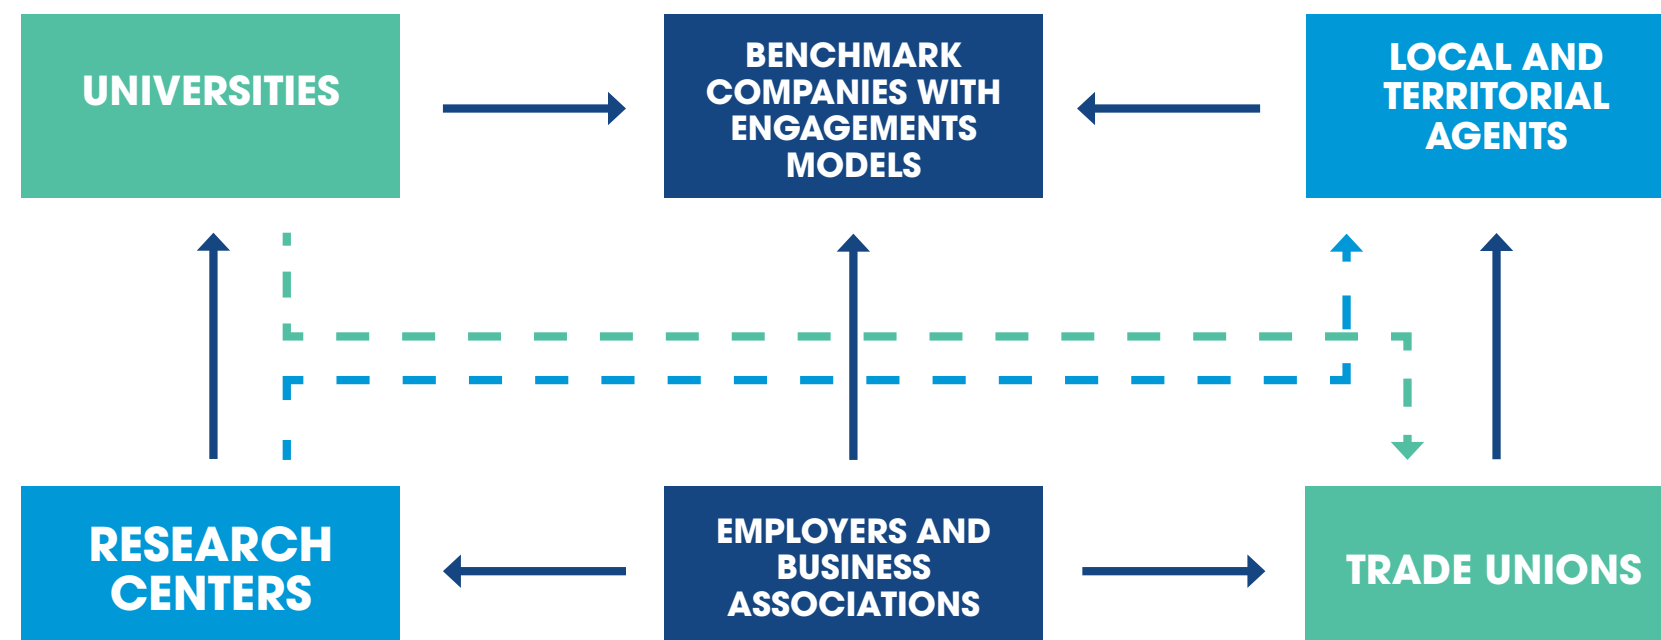 UNIVERSITIES
BENCHMARK
COMPANIES WITH
ENGAGEMENTS
MODELS
LOCAL AND
TERRITORIAL
AGENTS
RESEARCH
CENTERS
EMPLOYERS AND
BUSINESS
ASSOCIATIONS
TRADE UNIONS